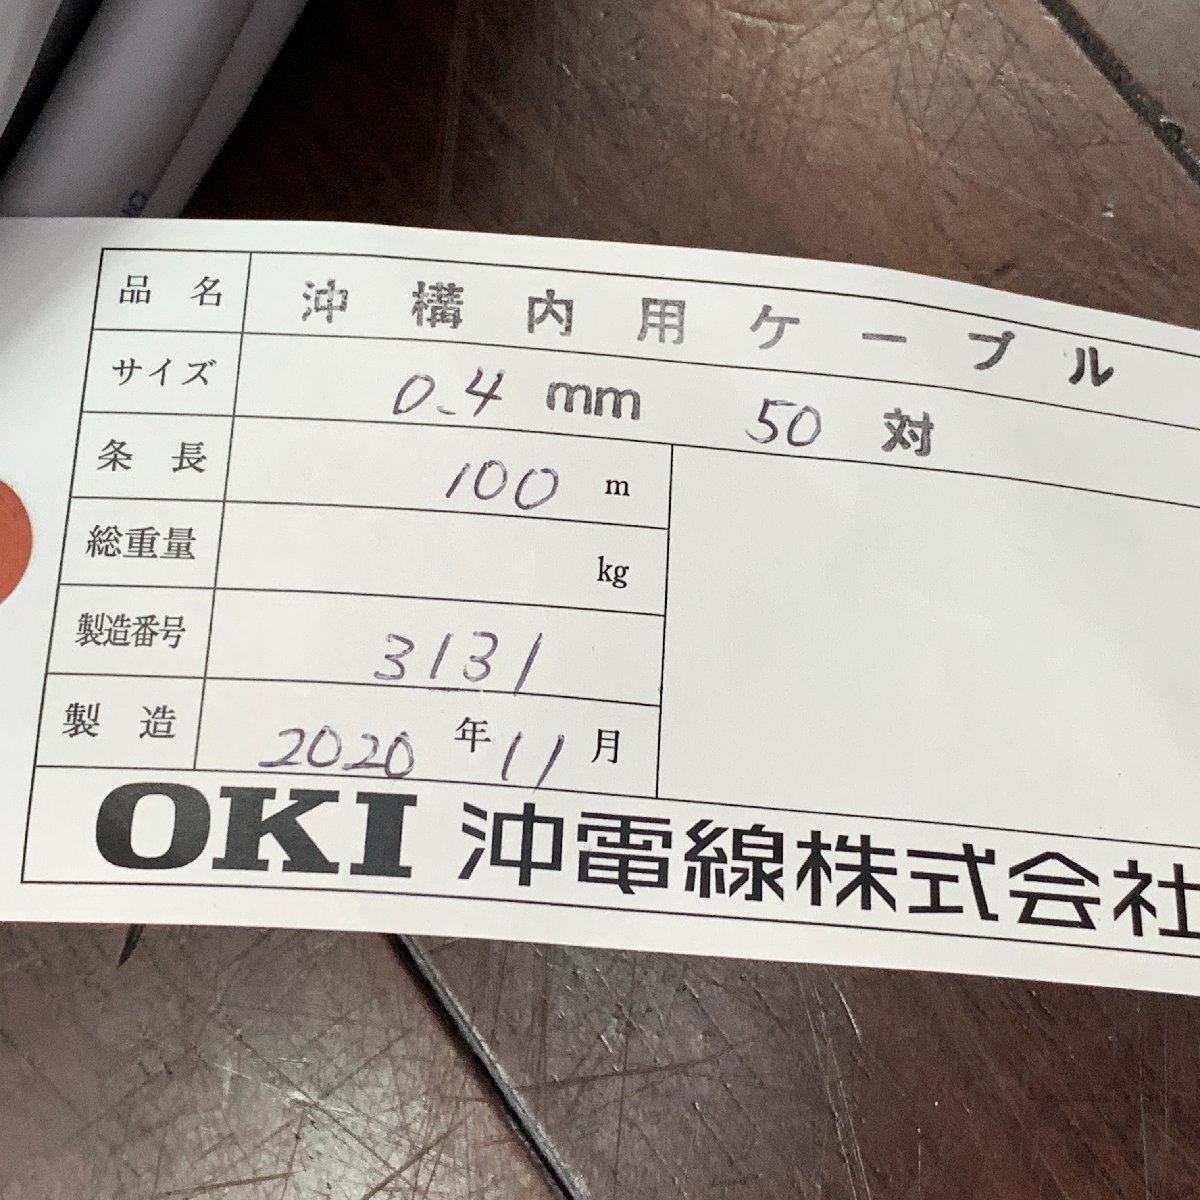 品名 沖構内用ケーブル
サイズ 0.4 mm 50 対
条長 100 m
総重量 kg
製造番号 3131
製造 2020 年 11 月
OKI 沖電線株式会社